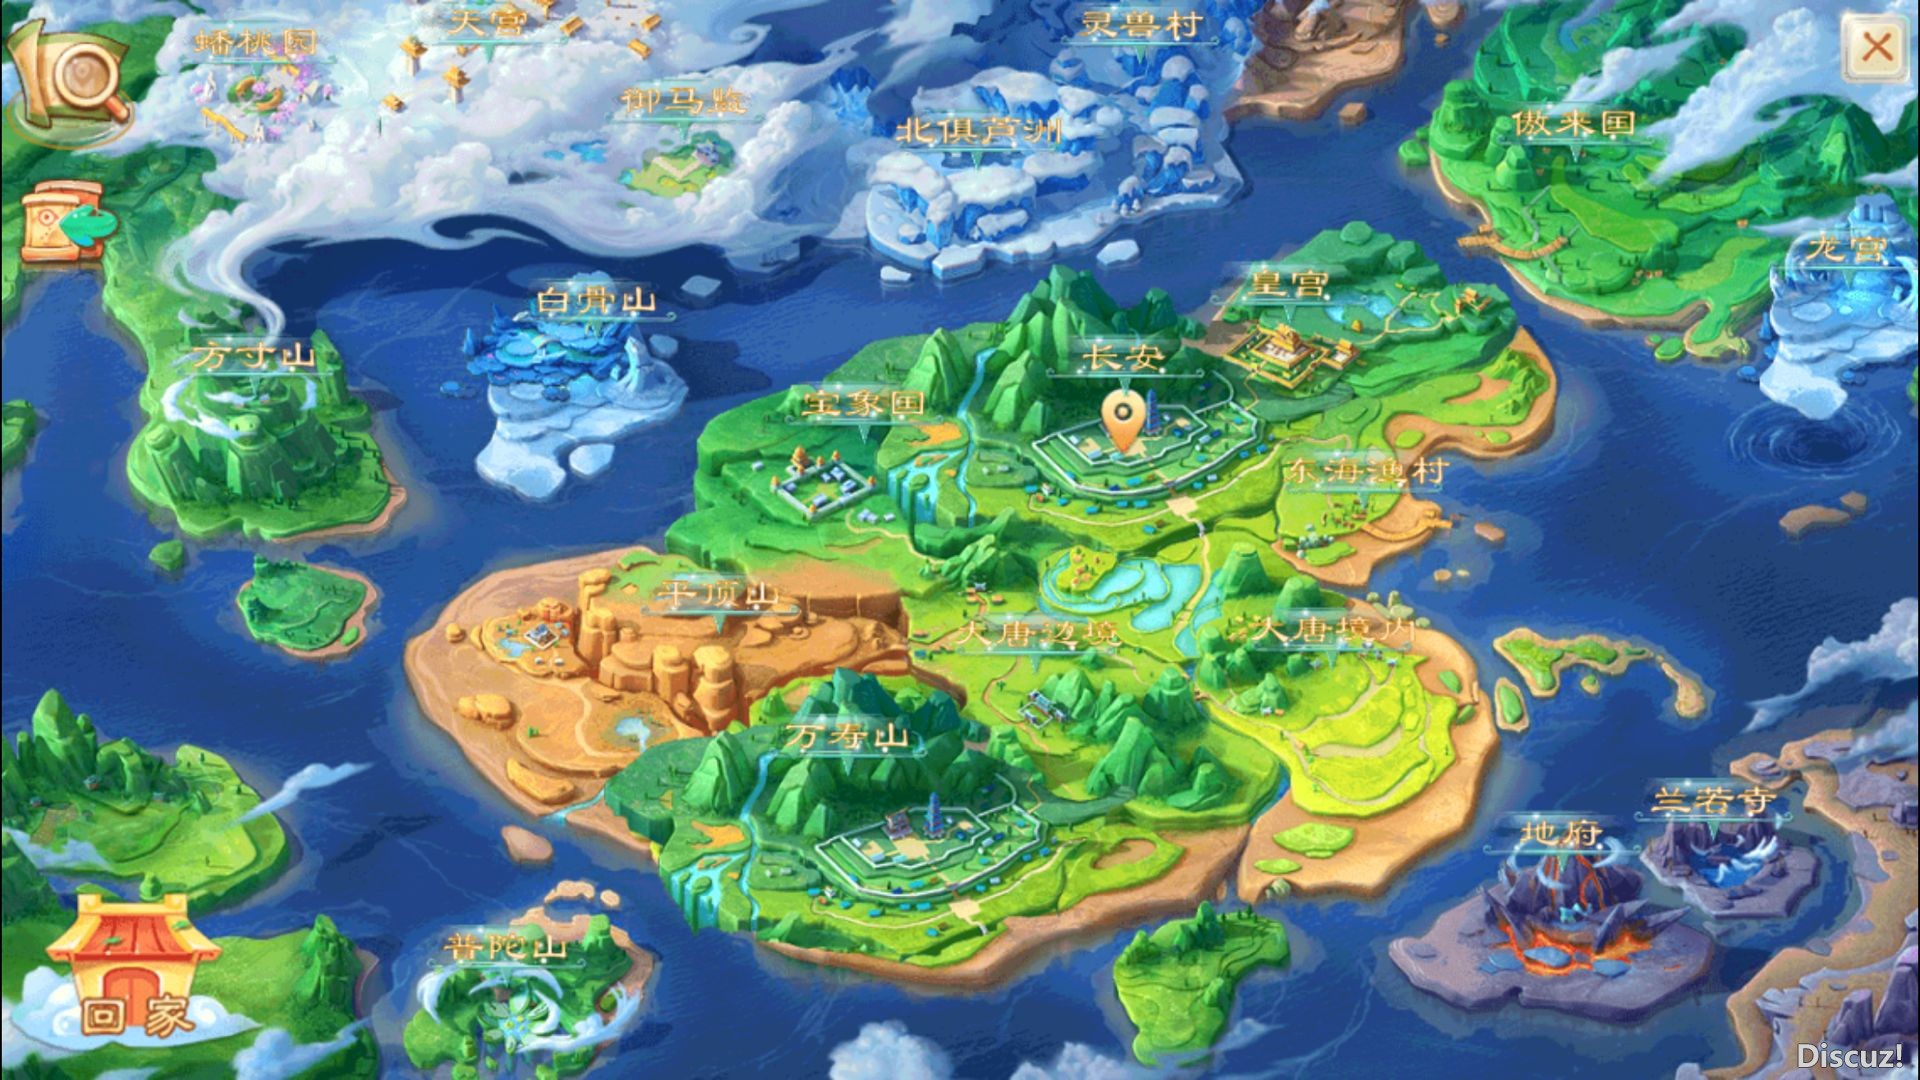 蟠桃园
天宫
灵兽村
御马监
北俱芦洲
傲来国
龙宫
皇宫
白骨山
方寸山
长安
宝象国
东海渔村
平顶山
大唐边境
大唐境内
万寿山
兰若寺
地府
普陀山
回家
Discuz!